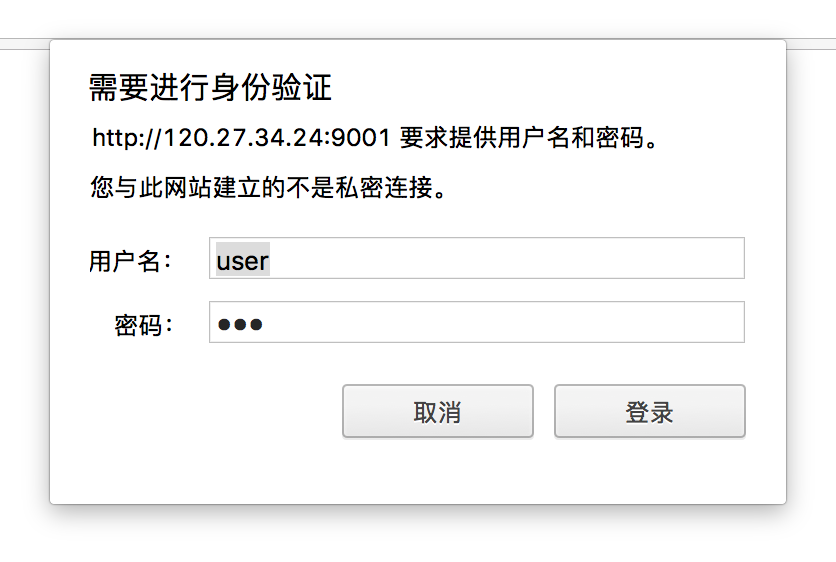 需要进行身份验证
http://120.27.34.24:9001 要求提供用户名和密码。
您与此网站建立的不是私密连接。
用户名： user
密码： •••
取消 登录